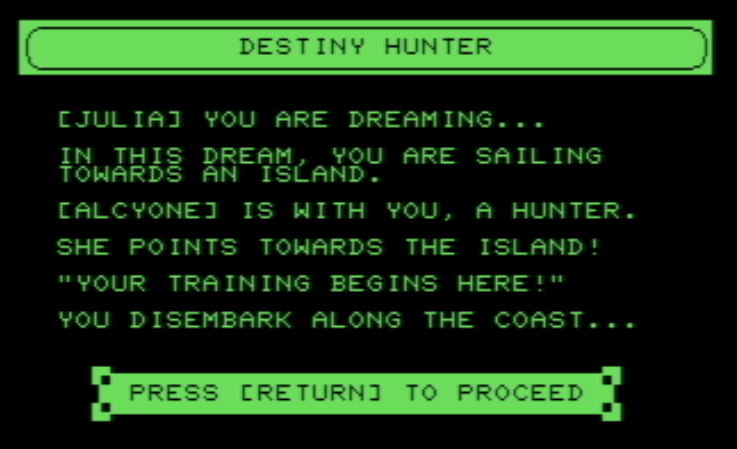 DESTINY HUNTER
[JULIA] YOU ARE DREAMING...
IN THIS DREAM, YOU ARE SAILING
TOWARDS AN ISLAND.
[ALCYONE] IS WITH YOU, A HUNTER.
SHE POINTS TOWARDS THE ISLAND!
"YOUR TRAINING BEGINS HERE!"
YOU DISEMBARK ALONG THE COAST...
PRESS [RETURN] TO PROCEED